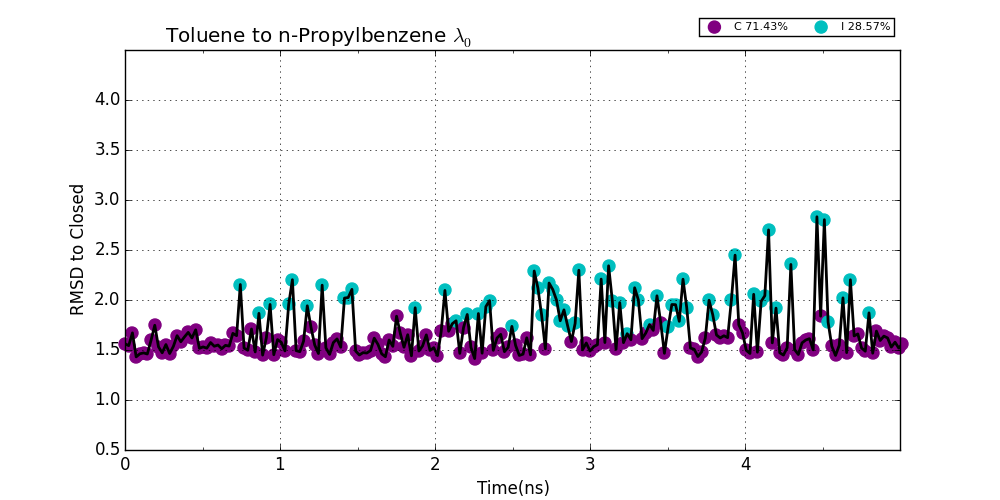 Toluene to n-Propylbenzene λ₀
C 71.43% I 28.57%
RMSD to Closed
4.0
3.5
3.0
2.5
2.0
1.5
1.0
0.5
0 1 2 3 4
Time(ns)